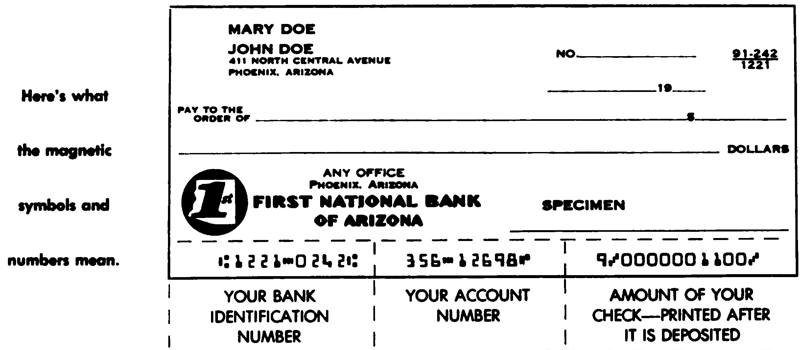 MARY DOE
JOHN DOE
411 NORTH CENTRAL AVENUE
PHOENIX, ARIZONA
NO.
91-242
1221
Here's what
19
PAY TO THE
ORDER OF
$
the magnetic
DOLLARS
ANY OFFICE
PHOENIX, ARIZONA
1st
FIRST NATIONAL BANK
OF ARIZONA
symbols and
SPECIMEN
numbers mean.
⑆1221⑉0242⑆ 356⑉12698⑈ 9⑇0000001100⑇
YOUR BANK
IDENTIFICATION
NUMBER
YOUR ACCOUNT
NUMBER
AMOUNT OF YOUR
CHECK—PRINTED AFTER
IT IS DEPOSITED